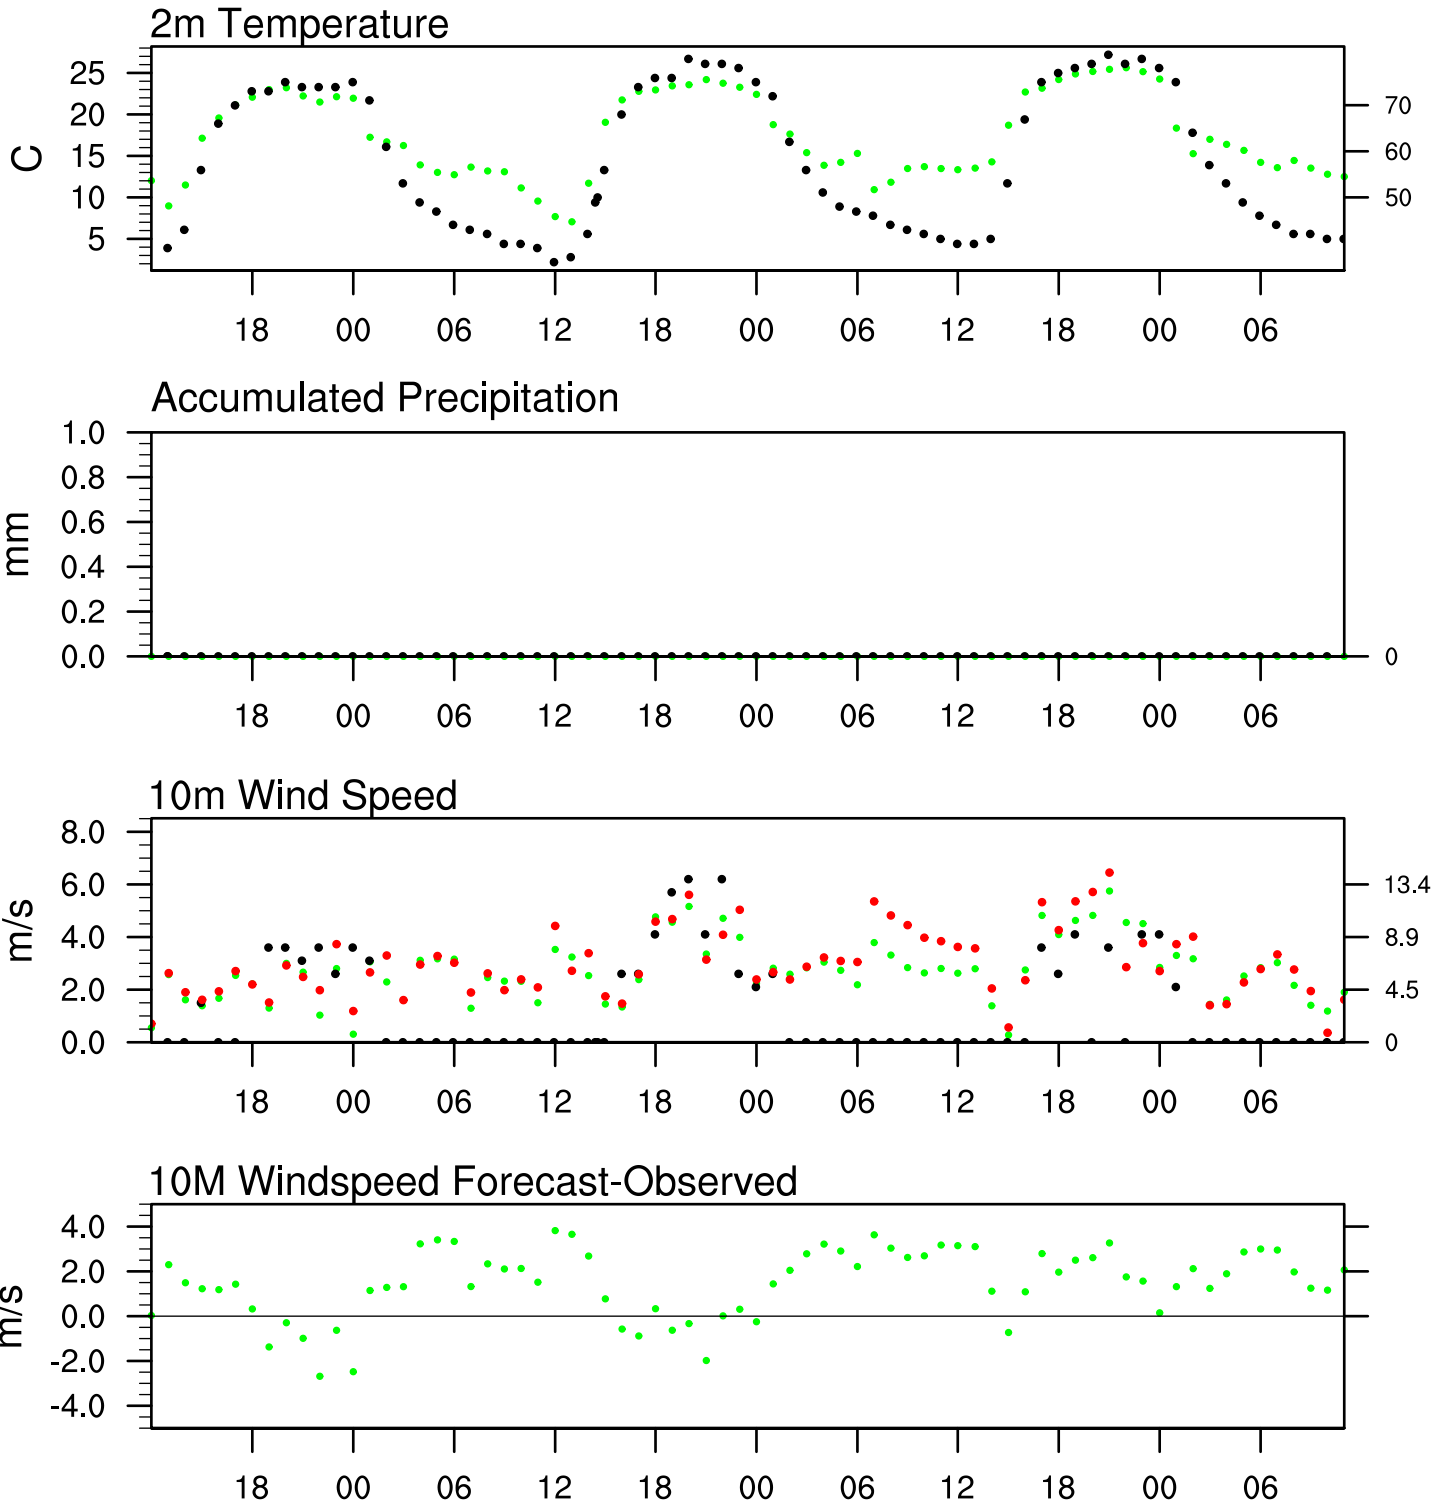 2m Temperature
25
20
15
10
5
C
70
60
50
18 00 06 12 18 00 06 12 18 00 06
Accumulated Precipitation
1.0
0.8
0.6
0.4
0.2
0.0
mm
0
18 00 06 12 18 00 06 12 18 00 06
10m Wind Speed
8.0
6.0
4.0
2.0
0.0
m/s
13.4
8.9
4.5
0
18 00 06 12 18 00 06 12 18 00 06
10M Windspeed Forecast-Observed
4.0
2.0
0.0
-2.0
-4.0
m/s
18 00 06 12 18 00 06 12 18 00 06